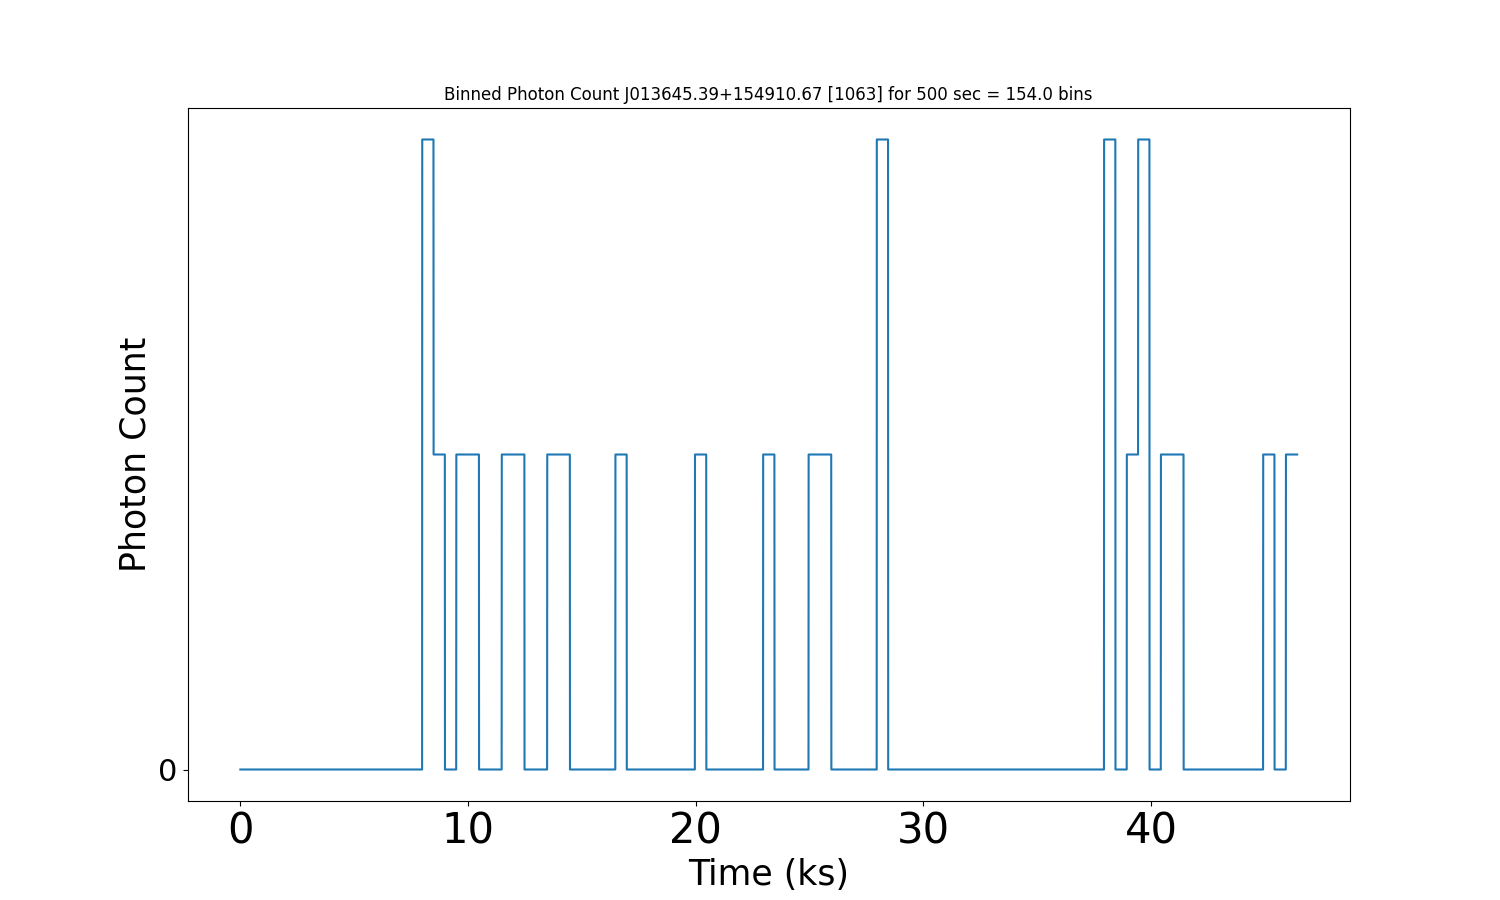 Binned Photon Count J013645.39+154910.67 [1063] for 500 sec = 154.0 bins
Photon Count
0
0 10 20 30 40
Time (ks)